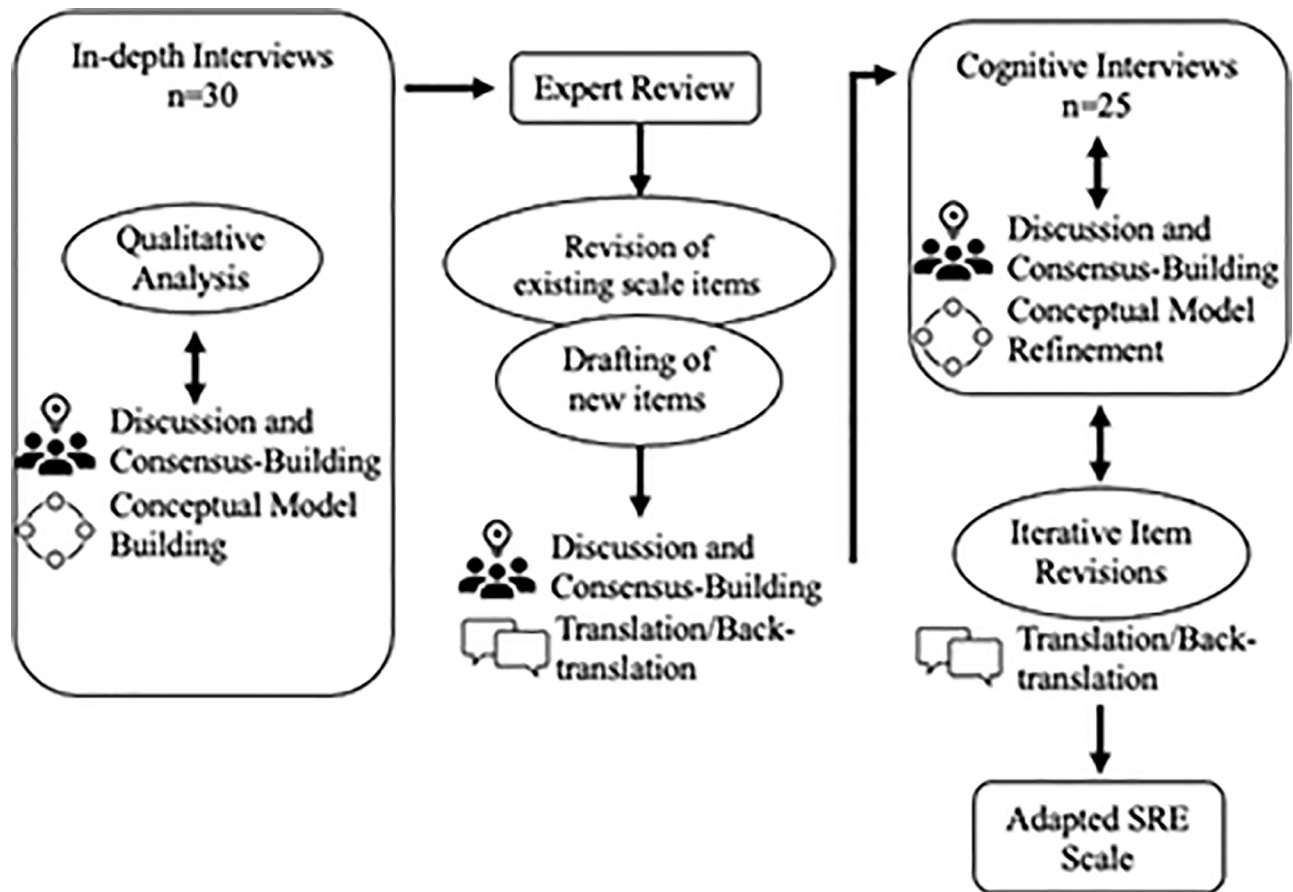 In-depth Interviews
n=30
Qualitative
Analysis
Discussion and
Consensus-Building
Conceptual Model
Building
Expert Review
Revision of
existing scale items
Drafting of
new items
Discussion and
Consensus-Building
Translation/Back-
translation
Cognitive Interviews
n=25
Discussion and
Consensus-Building
Conceptual Model
Refinement
Iterative Item
Revisions
Translation/Back-
translation
Adapted SRE
Scale